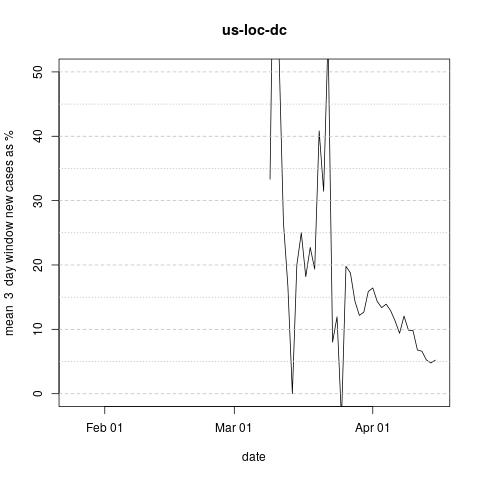 us-loc-dc
mean 3 day window new cases as %
50
40
30
20
10
0
Feb 01
Mar 01
Apr 01
date